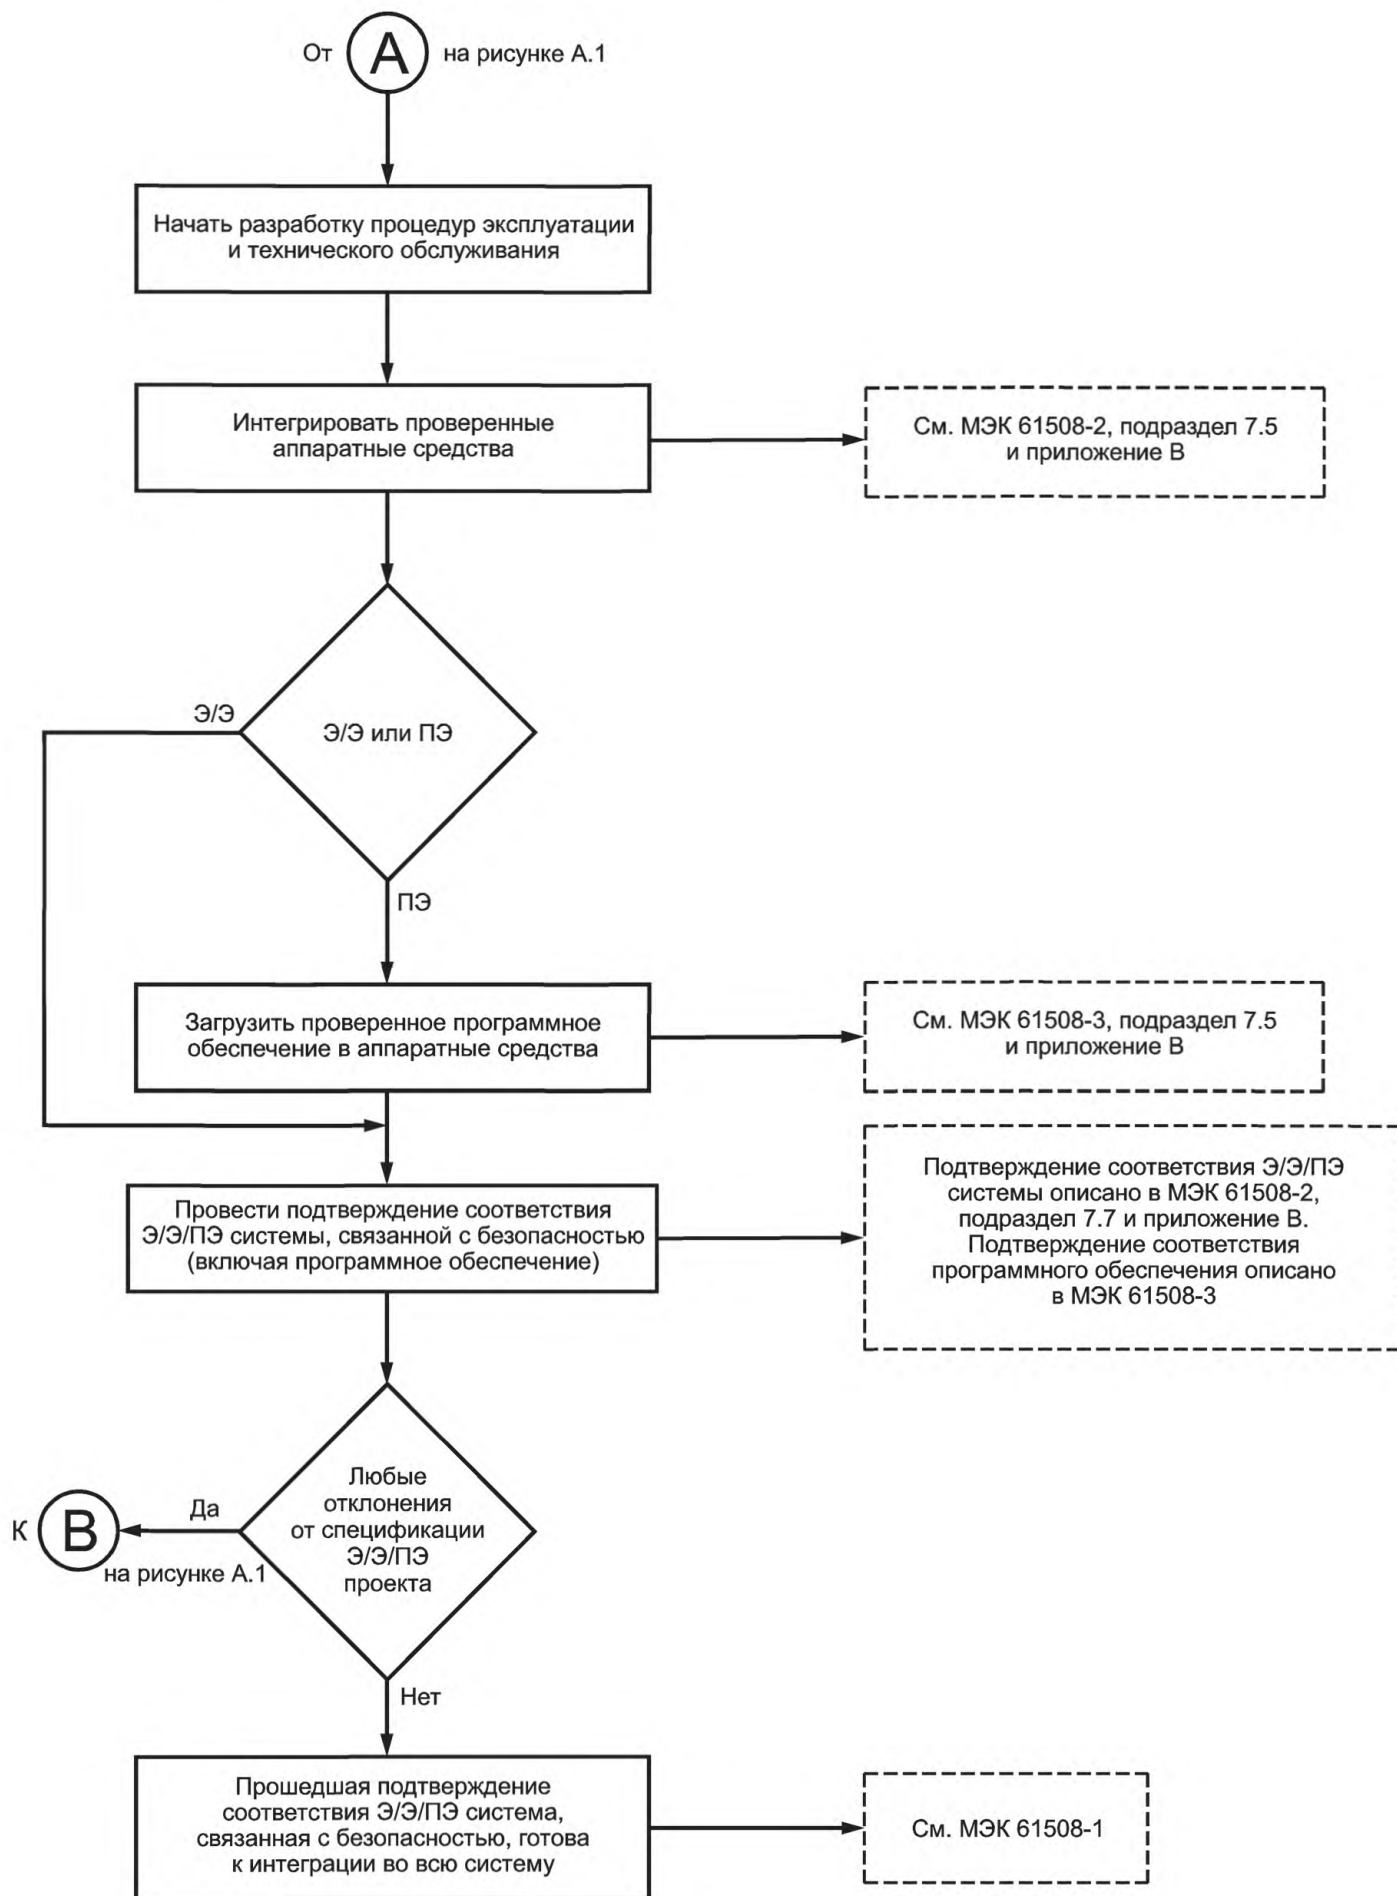 От A на рисунке А.1
Начать разработку процедур эксплуатации
и технического обслуживания
Интегрировать проверенные
аппаратные средства
См. МЭК 61508-2, подраздел 7.5
и приложение В
Э/Э
Э/Э или ПЭ
ПЭ
Загрузить проверенное программное
обеспечение в аппаратные средства
См. МЭК 61508-3, подраздел 7.5
и приложение В
Провести подтверждение соответствия
Э/Э/ПЭ системы, связанной с безопасностью
(включая программное обеспечение)
Подтверждение соответствия Э/Э/ПЭ
системы описано в МЭК 61508-2,
подраздел 7.7 и приложение В.
Подтверждение соответствия
программного обеспечения описано
в МЭК 61508-3
Любые
отклонения
от спецификации
Э/Э/ПЭ
проекта
Да
К B
на рисунке А.1
Нет
Прошедшая подтверждение
соответствия Э/Э/ПЭ система,
связанная с безопасностью, готова
к интеграции во всю систему
См. МЭК 61508-1